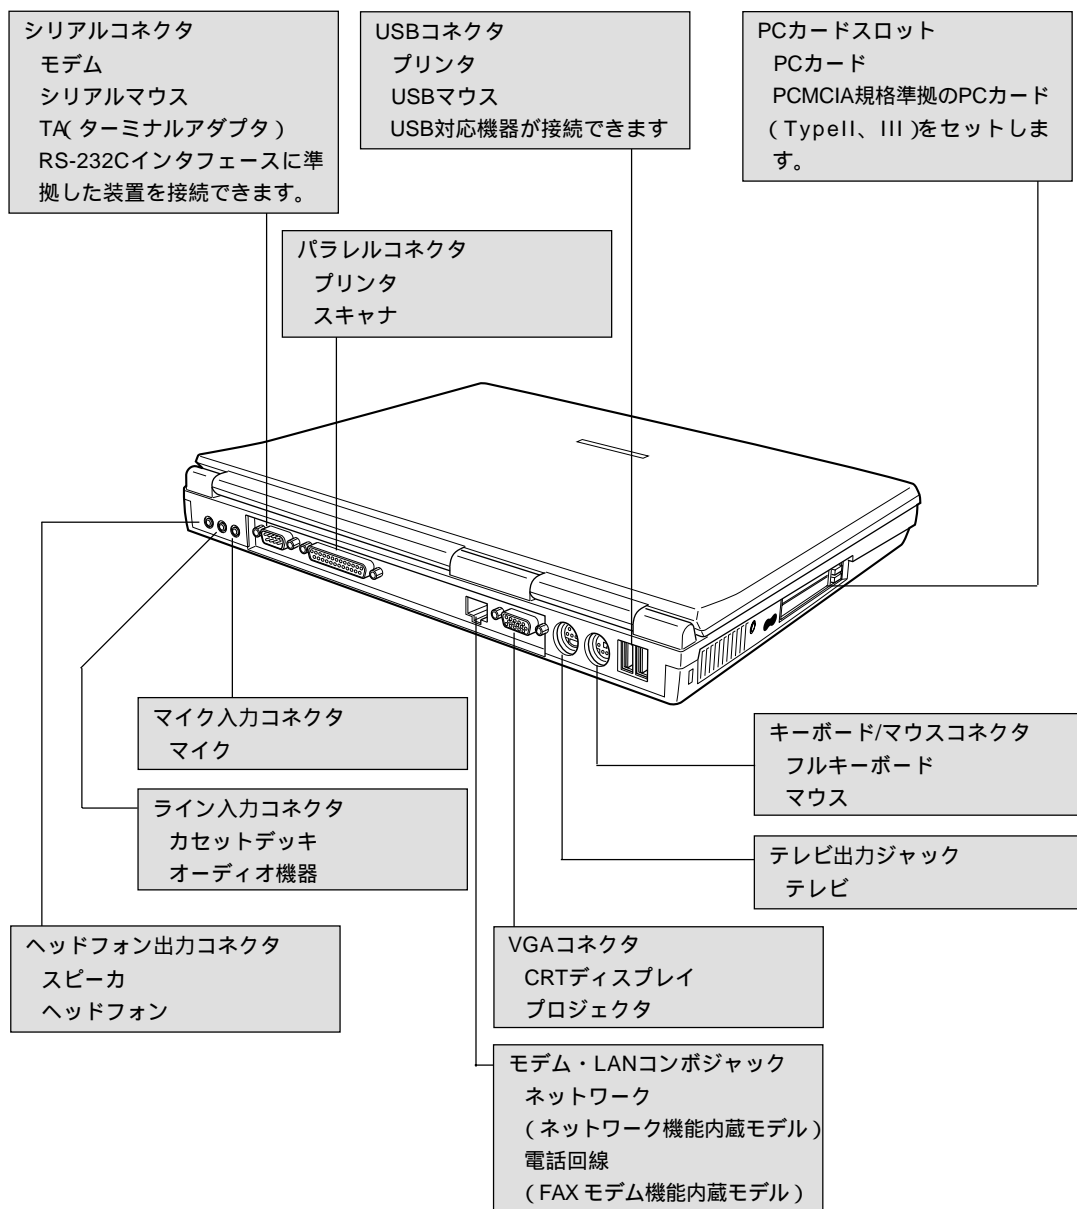 シリアルコネクタ
モデム
シリアルマウス
TA(ターミナルアダプタ)
RS-232Cインタフェースに準
拠した装置を接続できます。
USBコネクタ
プリンタ
USBマウス
USB対応機器が接続できます
PCカードスロット
PCカード
PCMCIA規格準拠のPCカード
(TypeII、III)をセットしま
す。
パラレルコネクタ
プリンタ
スキャナ
マイク入力コネクタ
マイク
ライン入力コネクタ
カセットデッキ
オーディオ機器
ヘッドフォン出力コネクタ
スピーカ
ヘッドフォン
キーボード/マウスコネクタ
フルキーボード
マウス
テレビ出力ジャック
テレビ
VGAコネクタ
CRTディスプレイ
プロジェクタ
モデム・LANコンボジャック
ネットワーク
(ネットワーク機能内蔵モデル)
電話回線
(FAX モデム機能内蔵モデル)